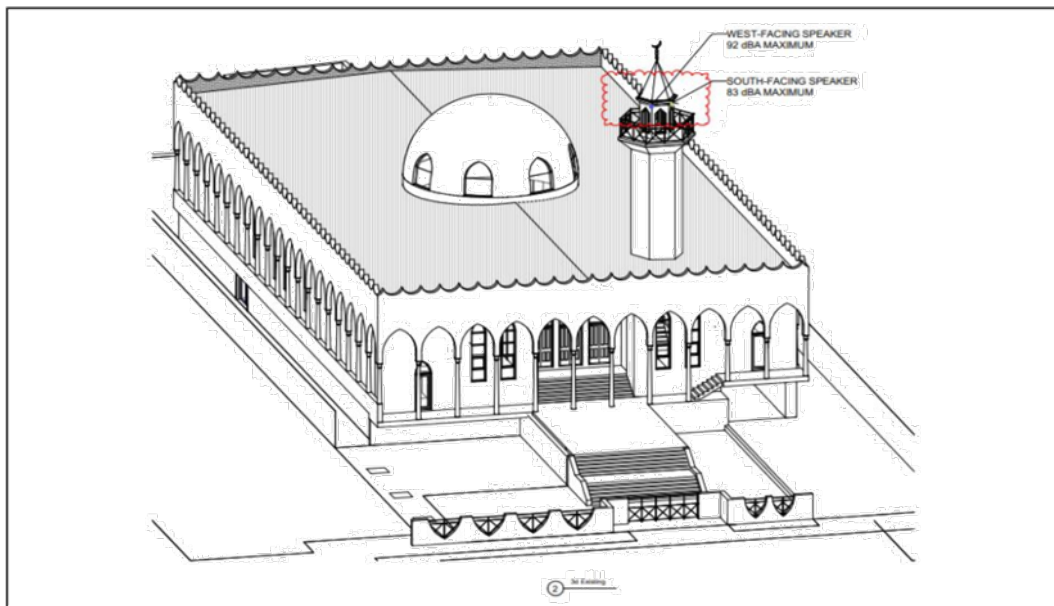 WEST-FACING SPEAKER
92 dBA MAXIMUM
SOUTH-FACING SPEAKER
83 dBA MAXIMUM
2
3d Existing